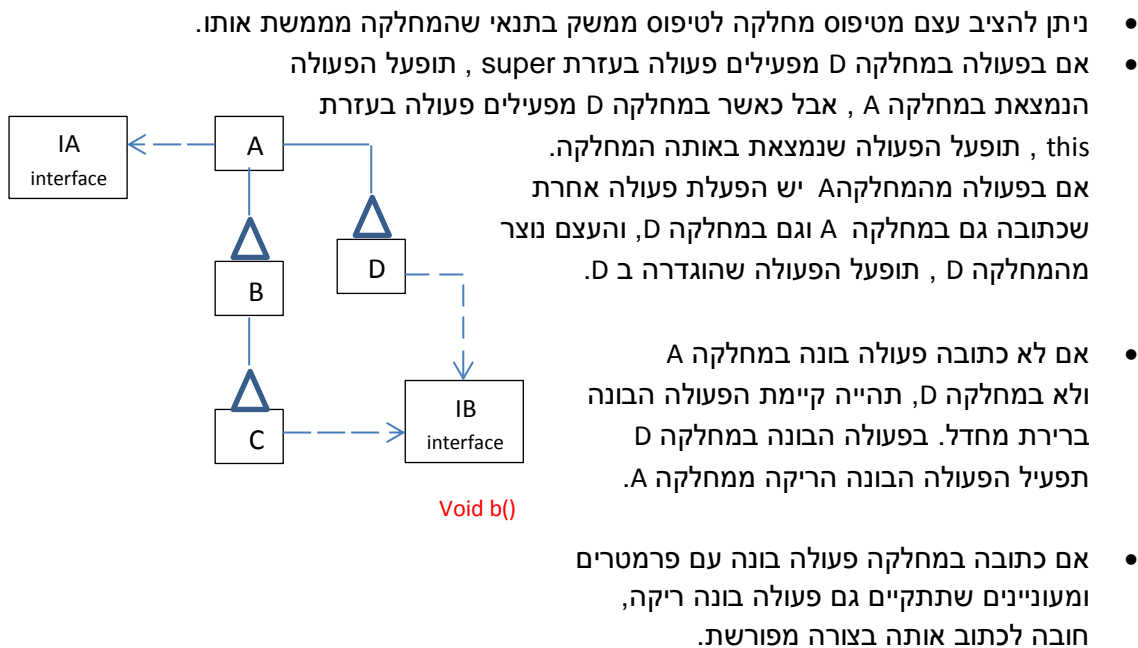 • ניתן להציב עצם מטיפוס מחלקה לטיפוס ממשק בתנאי שהמחלקה מממשת אותו.
• אם בפעולה במחלקה D מפעילים פעולה בעזרת super , תופעל הפעולה
הנמצאת במחלקה A , אבל כאשר במחלקה D מפעילים פעולה בעזרת
this , תופעל הפעולה שנמצאת באותה המחלקה.
אם בפעולה מהמחלקהA יש הפעלת פעולה אחרת
שכתובה גם במחלקה A וגם במחלקה D, והעצם נוצר
מהמחלקה D , תופעל הפעולה שהוגדרה ב D.
• אם לא כתובה פעולה בונה במחלקה A
ולא במחלקה D, תהייה קיימת הפעולה הבונה
ברירת מחדל. בפעולה הבונה במחלקה D
תפעיל הפעולה הבונה הריקה ממחלקה A.
• אם כתובה במחלקה פעולה בונה עם פרמטרים
ומעוניינים שתתקיים גם פעולה בונה ריקה,
חובה לכתוב אותה בצורה מפורשת.
IA
interface
A
B
D
C
IB
interface
Void b()